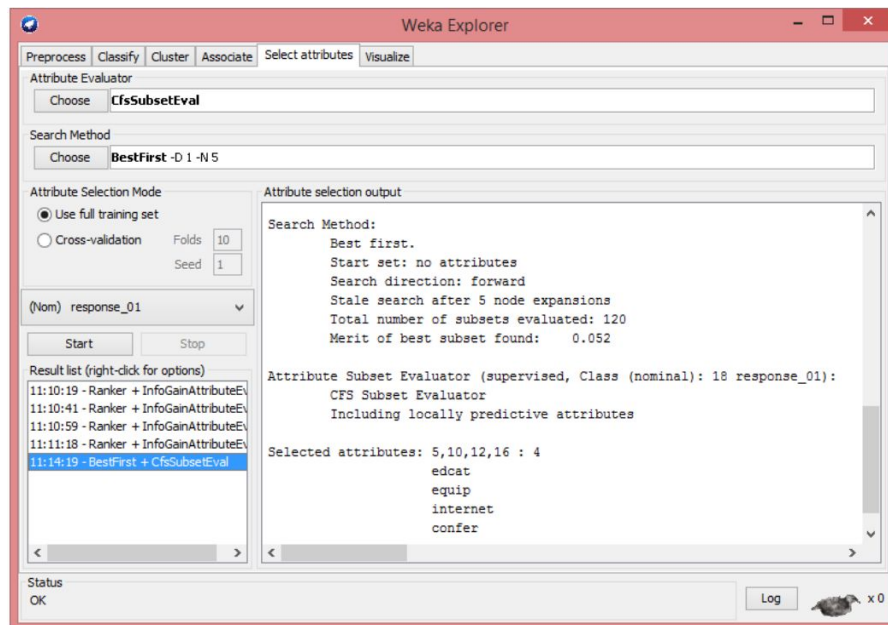 Weka Explorer
Preprocess Classify Cluster Associate Select attributes Visualize
Attribute Evaluator
Choose CfsSubsetEval
Search Method
Choose BestFirst -D 1 -N 5
Attribute Selection Mode
Use full training set
Cross-validation Folds 10
Seed 1
(Nom) response_01
Start Stop
Result list (right-click for options)
11:10:19 - Ranker + InfoGainAttributeEv
11:10:41 - Ranker + InfoGainAttributeEv
11:10:59 - Ranker + InfoGainAttributeEv
11:11:18 - Ranker + InfoGainAttributeEv
11:14:19 - BestFirst + CfsSubsetEval
Attribute selection output
Search Method:
Best first.
Start set: no attributes
Search direction: forward
Stale search after 5 node expansions
Total number of subsets evaluated: 120
Merit of best subset found: 0.052
Attribute Subset Evaluator (supervised, Class (nominal): 18 response_01):
CFS Subset Evaluator
Including locally predictive attributes
Selected attributes: 5,10,12,16 : 4
edcat
equip
internet
confer
Status
OK
Log x 0